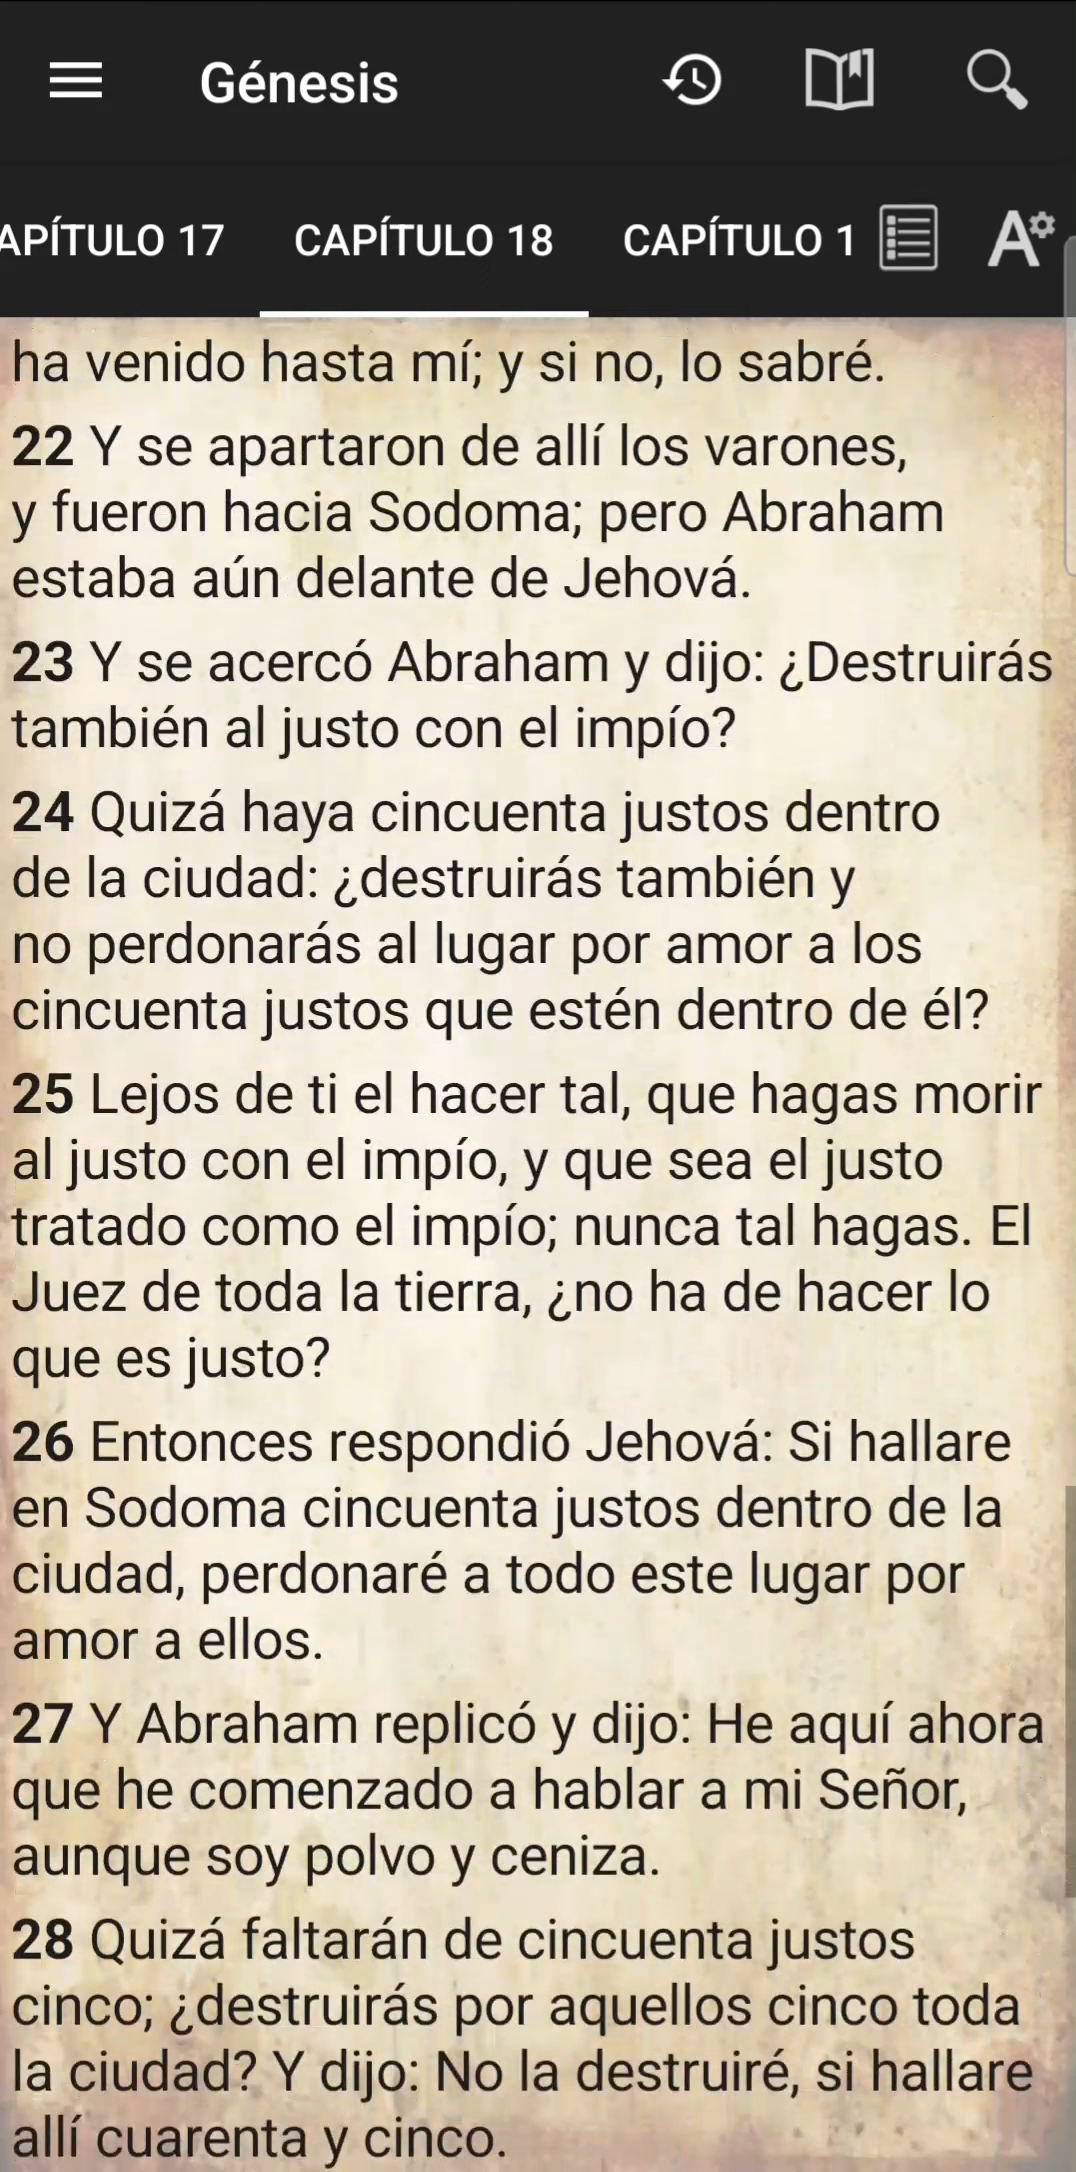 Génesis
APÍTULO 17 CAPÍTULO 18 CAPÍTULO 1
ha venido hasta mí; y si no, lo sabré.
22 Y se apartaron de allí los varones,
y fueron hacia Sodoma; pero Abraham
estaba aún delante de Jehová.
23 Y se acercó Abraham y dijo: ¿Destruirás
también al justo con el impío?
24 Quizá haya cincuenta justos dentro
de la ciudad: ¿destruirás también y
no perdonarás al lugar por amor a los
cincuenta justos que estén dentro de él?
25 Lejos de ti el hacer tal, que hagas morir
al justo con el impío, y que sea el justo
tratado como el impío; nunca tal hagas. El
Juez de toda la tierra, ¿no ha de hacer lo
que es justo?
26 Entonces respondió Jehová: Si hallare
en Sodoma cincuenta justos dentro de la
ciudad, perdonaré a todo este lugar por
amor a ellos.
27 Y Abraham replicó y dijo: He aquí ahora
que he comenzado a hablar a mi Señor,
aunque soy polvo y ceniza.
28 Quizá faltarán de cincuenta justos
cinco; ¿destruirás por aquellos cinco toda
la ciudad? Y dijo: No la destruiré, si hallare
allí cuarenta y cinco.